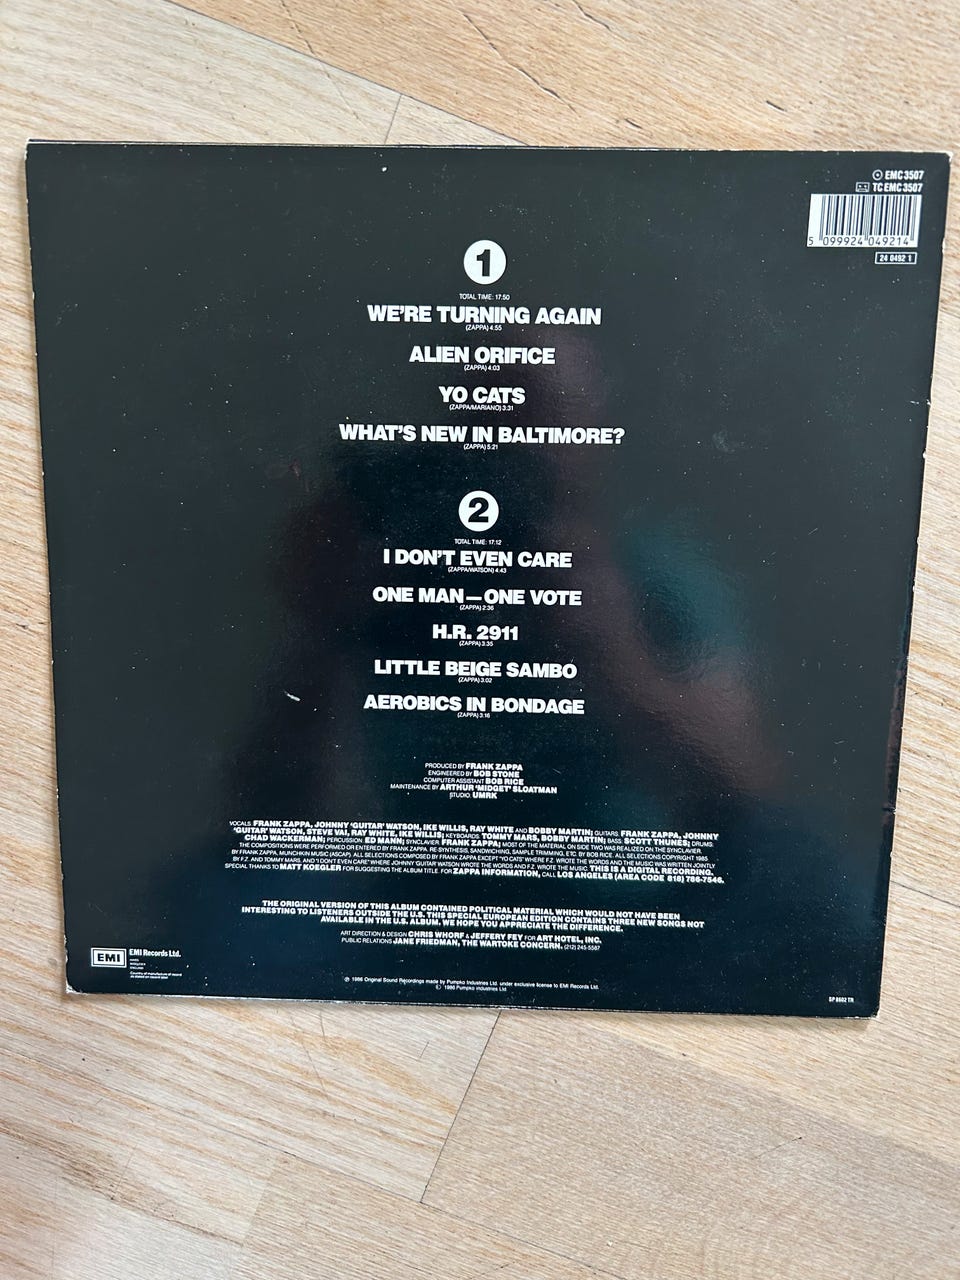 EMC 3507
TC EMC 3507
5 099924 049214
24 0492 1
1
TOTAL TIME: 17:50
WE'RE TURNING AGAIN
(ZAPPA) 4:55
ALIEN ORIFICE
(ZAPPA) 4:03
YO CATS
(ZAPPA/MARIANO) 3:31
WHAT'S NEW IN BALTIMORE?
(ZAPPA) 5:21
2
TOTAL TIME: 17:12
I DON'T EVEN CARE
(ZAPPA/WATSON) 4:43
ONE MAN—ONE VOTE
(ZAPPA) 2:36
H.R. 2911
(ZAPPA) 3:35
LITTLE BEIGE SAMBO
(ZAPPA) 3:02
AEROBICS IN BONDAGE
(ZAPPA) 3:16
PRODUCED BY FRANK ZAPPA
ENGINEERED BY BOB STONE
COMPUTER ASSISTANT BOB RICE
MAINTENANCE BY ARTHUR 'MIDGET' SLOATMAN
STUDIO: UMRK
VOCALS: FRANK ZAPPA, JOHNNY 'GUITAR' WATSON, IKE WILLIS, RAY WHITE AND BOBBY MARTIN; GUITARS: FRANK ZAPPA, JOHNNY
'GUITAR' WATSON, STEVE VAI, RAY WHITE, IKE WILLIS; KEYBOARDS: TOMMY MARS, BOBBY MARTIN; BASS: SCOTT THUNES; DRUMS:
CHAD WACKERMAN; PERCUSSION: ED MANN; SYNCLAVIER: FRANK ZAPPA; MOST OF THE MATERIAL ON SIDE TWO WAS REALIZED ON THE SYNCLAVIER.
THE COMPOSITIONS WERE PERFORMED OR ENTERED BY FRANK ZAPPA. RE-SYNTHESIS, SANDWICHING, SAMPLE TRIMMING, ETC. BY BOB RICE. ALL SELECTIONS COPYRIGHT 1985
BY FRANK ZAPPA, MUNCHKIN MUSIC (ASCAP). ALL SELECTIONS COMPOSED BY FRANK ZAPPA EXCEPT "YO CATS" WHERE F.Z. WROTE THE WORDS AND THE MUSIC WAS WRITTEN JOINTLY
BY F.Z. AND TOMMY MARS, AND "I DON'T EVEN CARE" WHERE JOHNNY 'GUITAR' WATSON WROTE THE WORDS AND F.Z. WROTE THE MUSIC. THIS IS A DIGITAL RECORDING.
SPECIAL THANKS TO MATT KOEGLER FOR SUGGESTING THE ALBUM TITLE. FOR ZAPPA INFORMATION, CALL LOS ANGELES (AREA CODE 818) 786-7546.
THE ORIGINAL VERSION OF THIS ALBUM CONTAINED POLITICAL MATERIAL WHICH WOULD NOT HAVE BEEN
INTERESTING TO LISTENERS OUTSIDE THE U.S. THIS SPECIAL EUROPEAN EDITION CONTAINS THREE NEW SONGS NOT
AVAILABLE IN THE U.S. ALBUM. WE HOPE YOU APPRECIATE THE DIFFERENCE.
ART DIRECTION & DESIGN CHRIS WHORF & JEFFERY FEY FOR ART HOTEL, INC.
PUBLIC RELATIONS JANE FRIEDMAN, THE WARTOKE CONCERN. (212) 245-5587
EMI EMI Records Ltd.
Country of manufacture of record
as stated on record label
℗ 1986 Original Sound Recordings made by Pumpko Industries Ltd. under exclusive license to EMI Records Ltd.
© 1986 Pumpko Industries Ltd.
SP 8602 TR